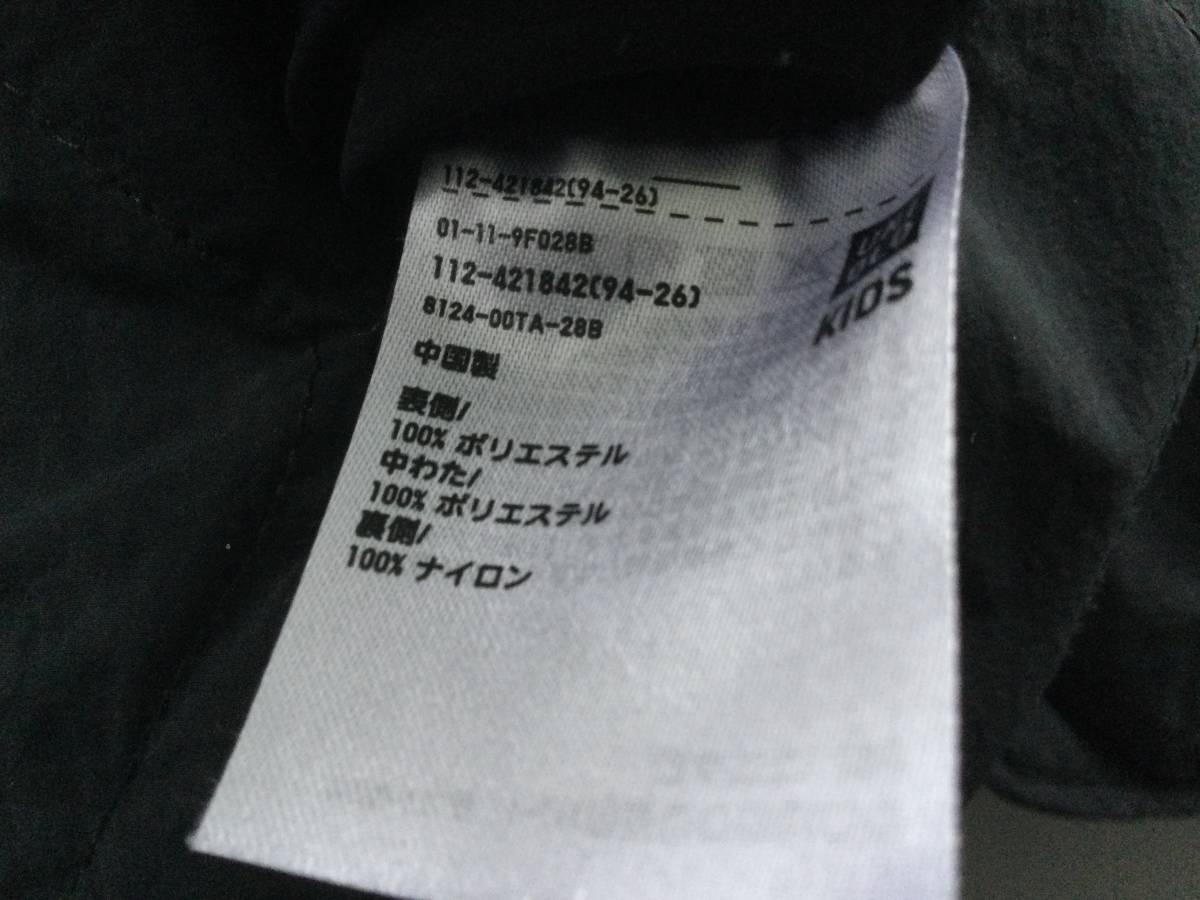 112-421842(94-26)
01-11-9F028B
112-421842(94-26)
8124-00TA-28B
中国製
表側/
100% ポリエステル
中わた/
100% ポリエステル
裏側/
100% ナイロン
KIDS